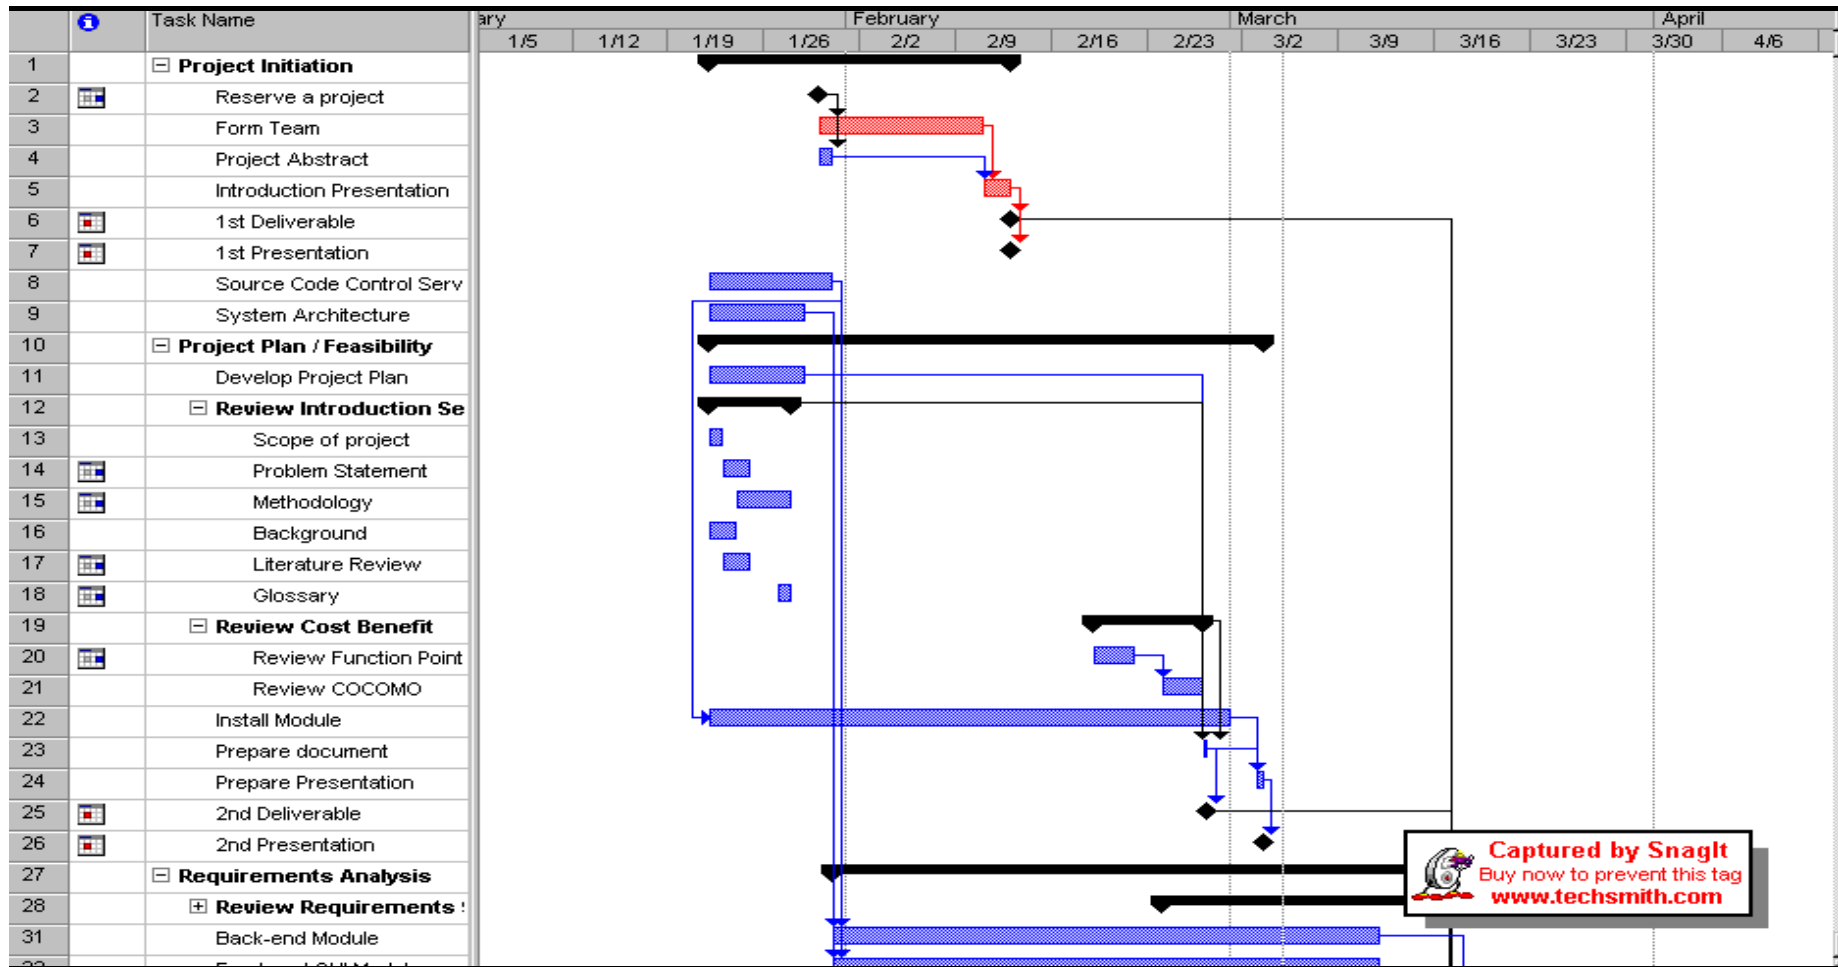 Task Name ary February March April
1/5 1/12 1/19 1/26 2/2 2/9 2/16 2/23 3/2 3/9 3/16 3/23 3/30 4/6
1 Project Initiation
2 Reserve a project
3 Form Team
4 Project Abstract
5 Introduction Presentation
6 1st Deliverable
7 1st Presentation
8 Source Code Control Serv
9 System Architecture
10 Project Plan / Feasibility
11 Develop Project Plan
12 Review Introduction Se
13 Scope of project
14 Problem Statement
15 Methodology
16 Background
17 Literature Review
18 Glossary
19 Review Cost Benefit
20 Review Function Point
21 Review COCOMO
22 Install Module
23 Prepare document
24 Prepare Presentation
25 2nd Deliverable
26 2nd Presentation
27 Requirements Analysis
28 Review Requirements
31 Back-end Module
Captured by SnagIt
Buy now to prevent this tag
www.techsmith.com